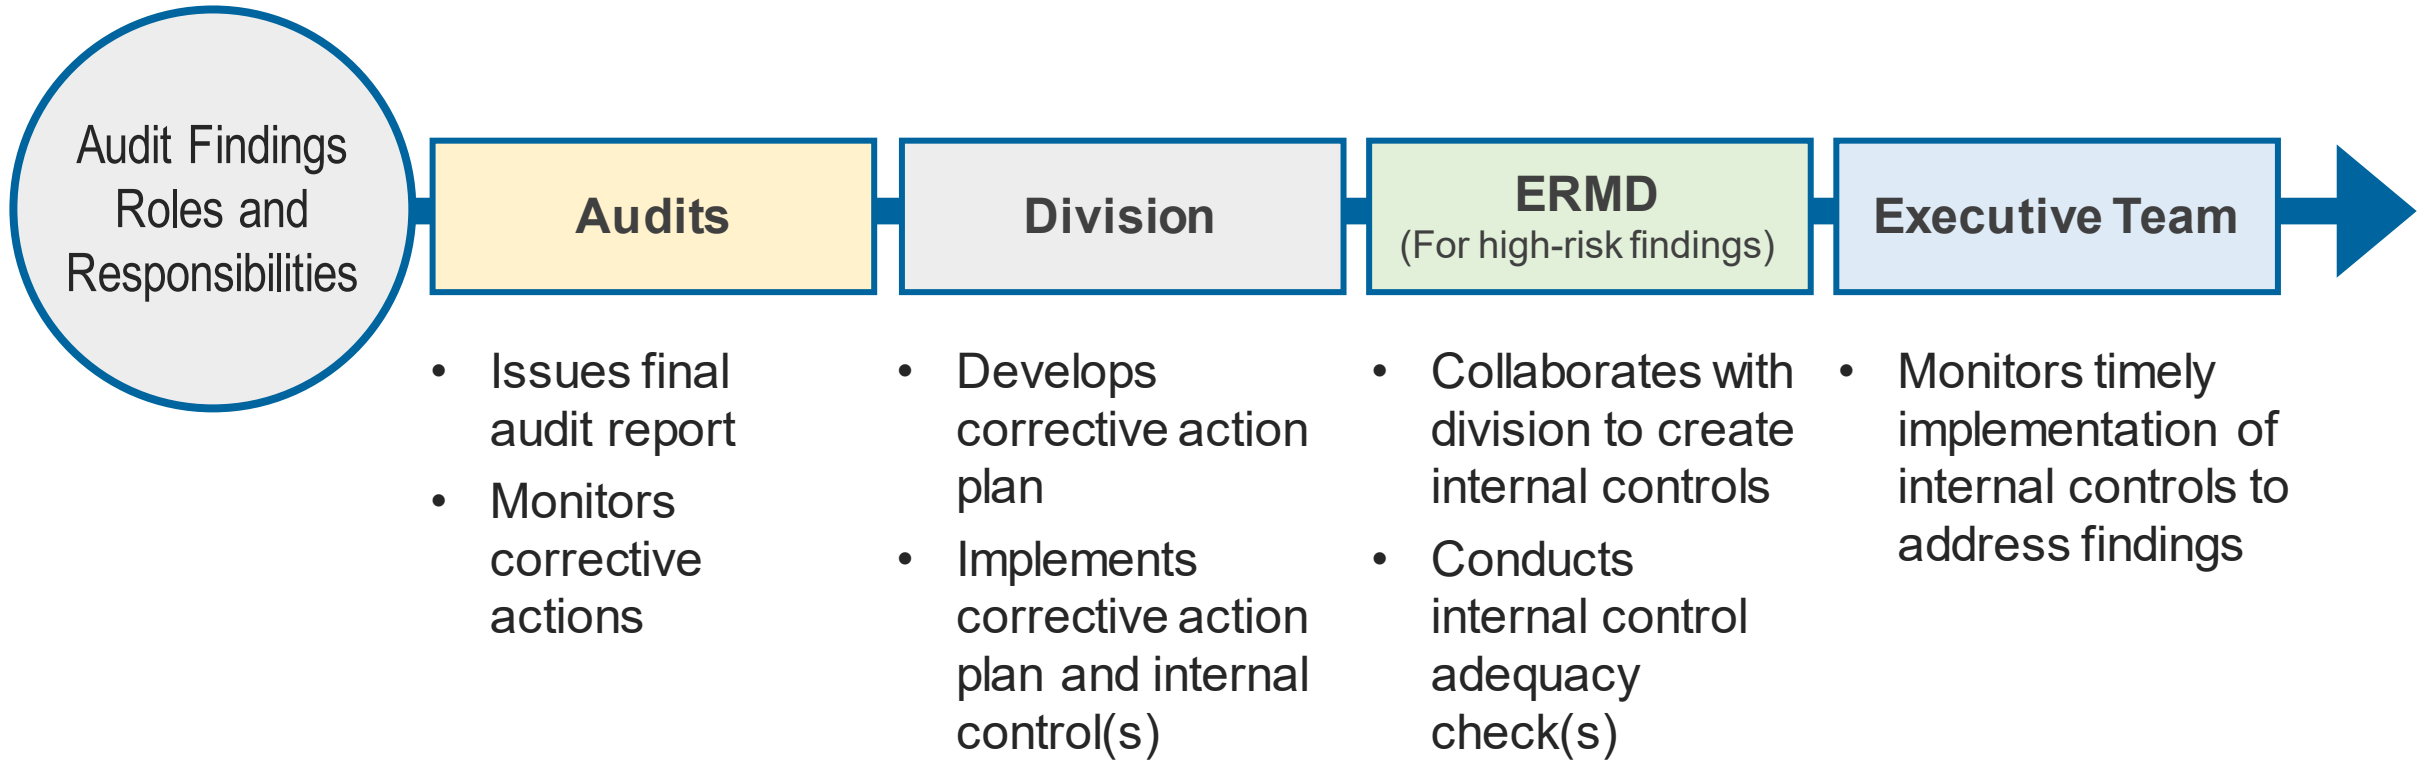 Audit Findings
Roles and
Responsibilities
Audits
Division
ERMD
(For high-risk findings)
Executive Team
• Issues final
audit report
• Monitors
corrective
actions
• Develops
corrective action
plan
• Implements
corrective action
plan and internal
control(s)
• Collaborates with
division to create
internal controls
• Conducts
internal control
adequacy
check(s)
• Monitors timely
implementation of
internal controls to
address findings